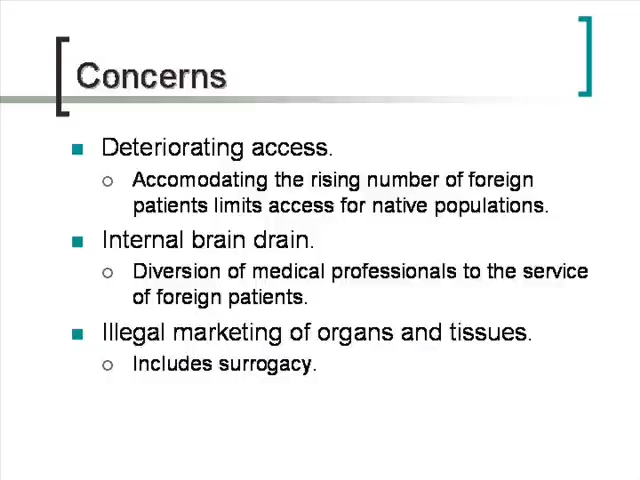 Concerns
Deteriorating access.
Accomodating the rising number of foreign
patients limits access for native populations.
Internal brain drain.
Diversion of medical professionals to the service
of foreign patients.
Illegal marketing of organs and tissues.
Includes surrogacy.